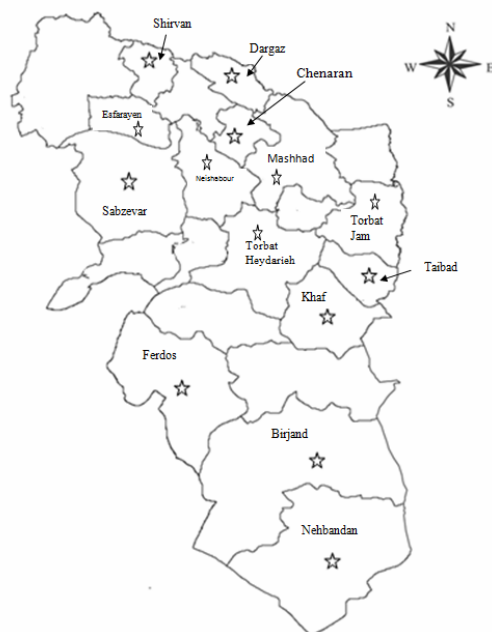 Shirvan
Dargaz
N
W
E
S
Chenaran
Esfarayen
Neishabour
Mashhad
Sabzevar
Torbat
Jam
Torbat
Heydarieh
Taibad
Khaf
Ferdos
Birjand
Nehbandan